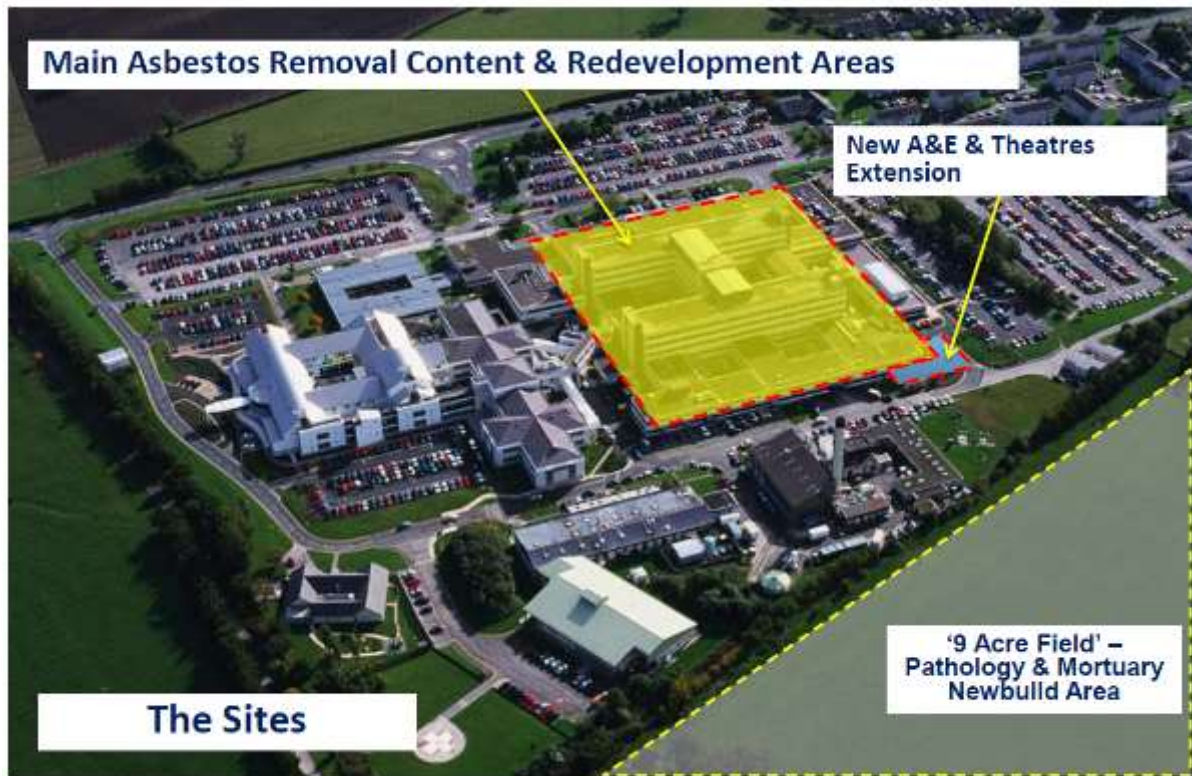 Main Asbestos Removal Content & Redevelopment Areas
New A&E & Theatres
Extension
‘9 Acre Field’ –
Pathology & Mortuary
Newbuild Area
The Sites